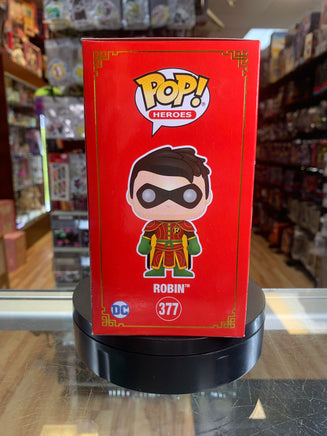 POP!®
HEROES
R
ROBIN™
DC
377